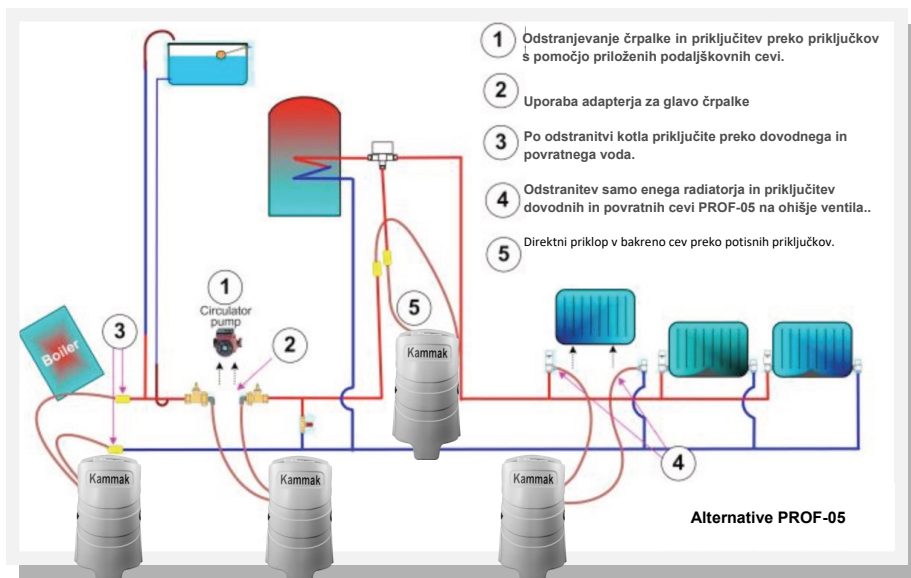 1 Odstranjevanje črpalke in priključitev preko priključkov
s pomočjo priloženih podaljškovnih cevi.
2 Uporaba adapterja za glavo črpalke
3 Po odstranitvi kotla priključite preko dovodnega in
povratnega voda.
4 Odstranitev samo enega radiatorja in priključitev
dovodnih in povratnih cevi PROF-05 na ohišje ventila..
5 Direktni priklop v bakreno cev preko potisnih priključkov.
1
Circulator
pump
2
3
Boiler
5
Kammak
4
Kammak
Kammak
Kammak
Alternative PROF-05